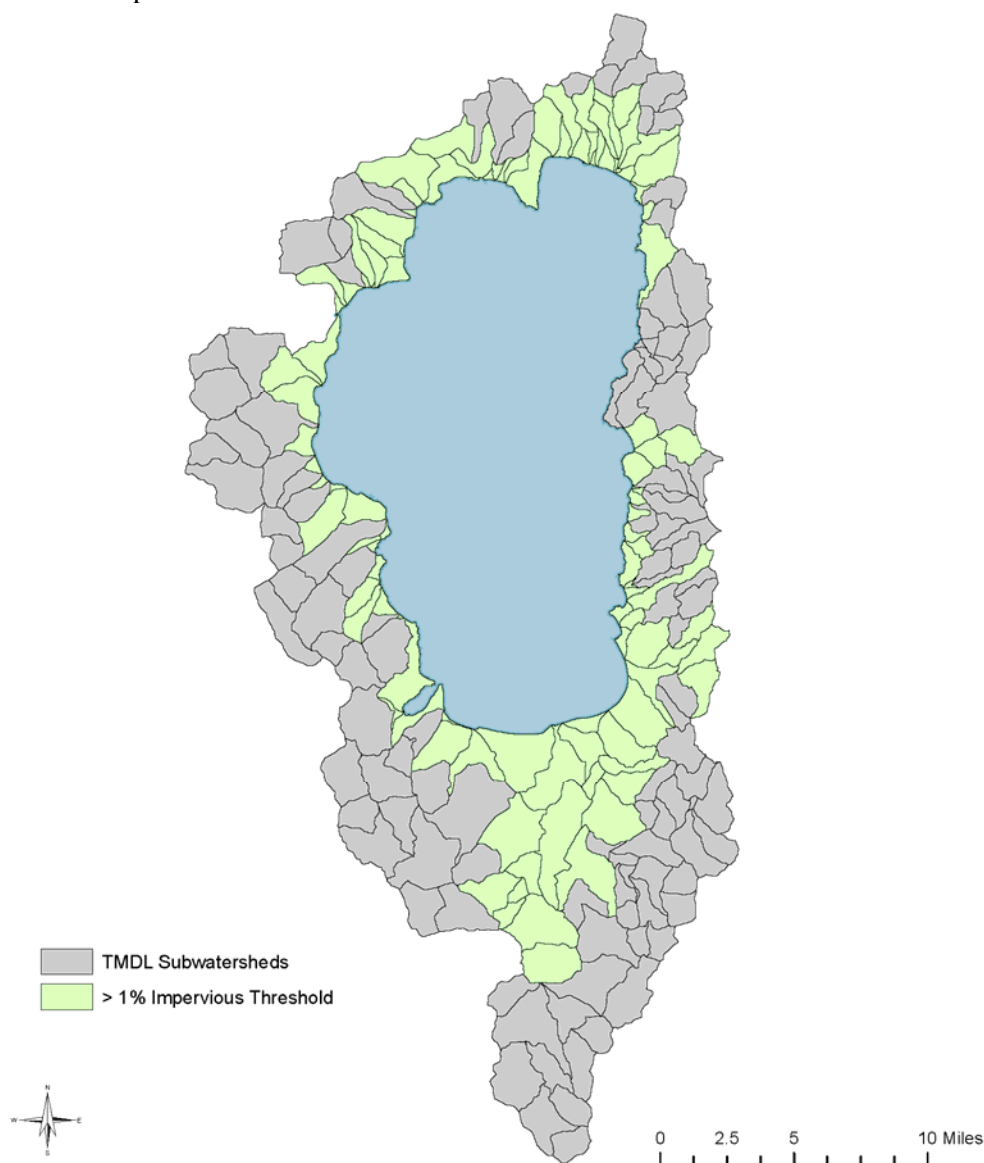 TMDL Subwatersheds
> 1% Impervious Threshold
N
W E
S
0 2.5 5 10 Miles